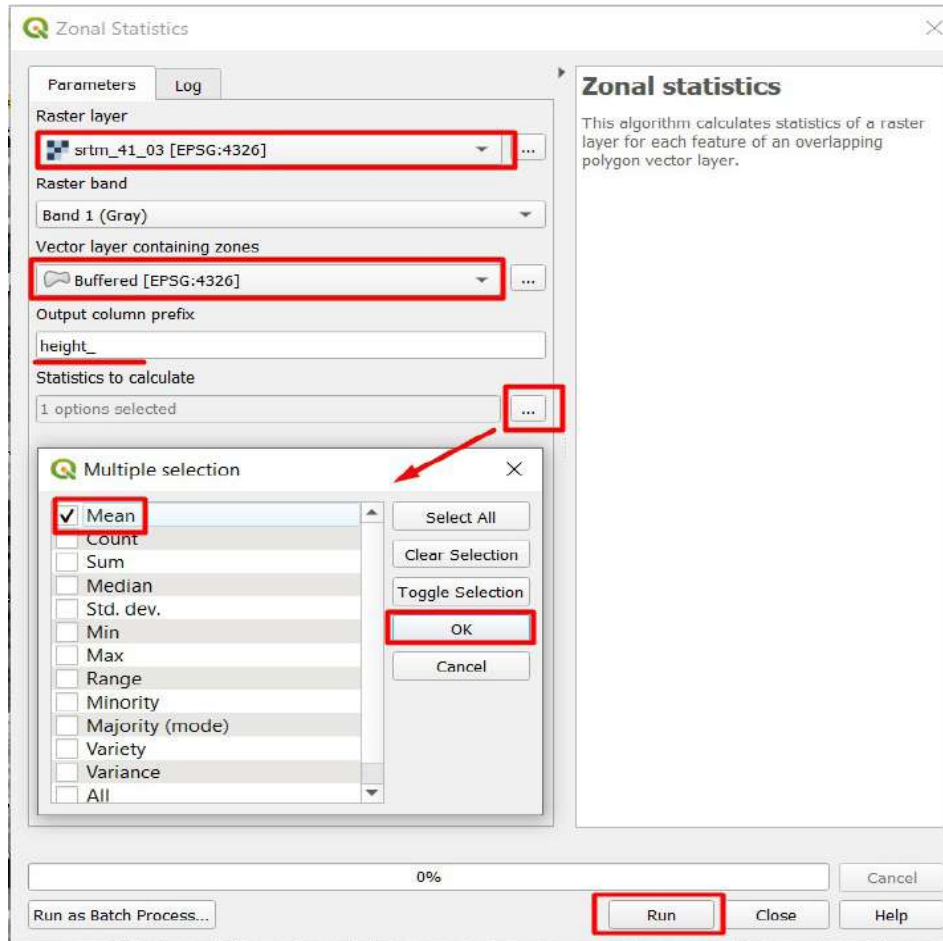 Zonal Statistics
Parameters
Log
Raster layer
srtm_41_03 [EPSG:4326]
...
Raster band
Band 1 (Gray)
Vector layer containing zones
Buffered [EPSG:4326]
...
Output column prefix
height_
Statistics to calculate
1 options selected
...
Multiple selection
Mean
Count
Sum
Median
Std. dev.
Min
Max
Range
Minority
Majority (mode)
Variety
Variance
All
Select All
Clear Selection
Toggle Selection
OK
Cancel
Zonal statistics
This algorithm calculates statistics of a raster
layer for each feature of an overlapping
polygon vector layer.
0%
Cancel
Run as Batch Process...
Run
Close
Help